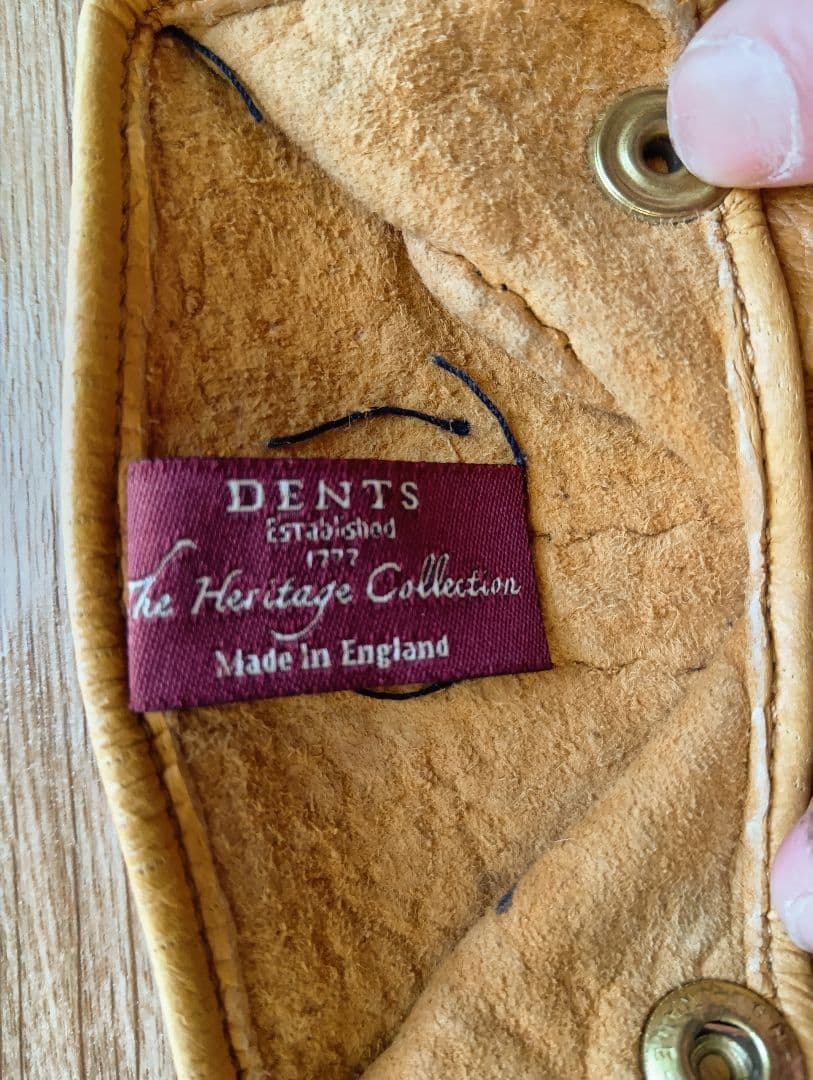 DENTS
Established
1777
The Heritage Collection
Made in England